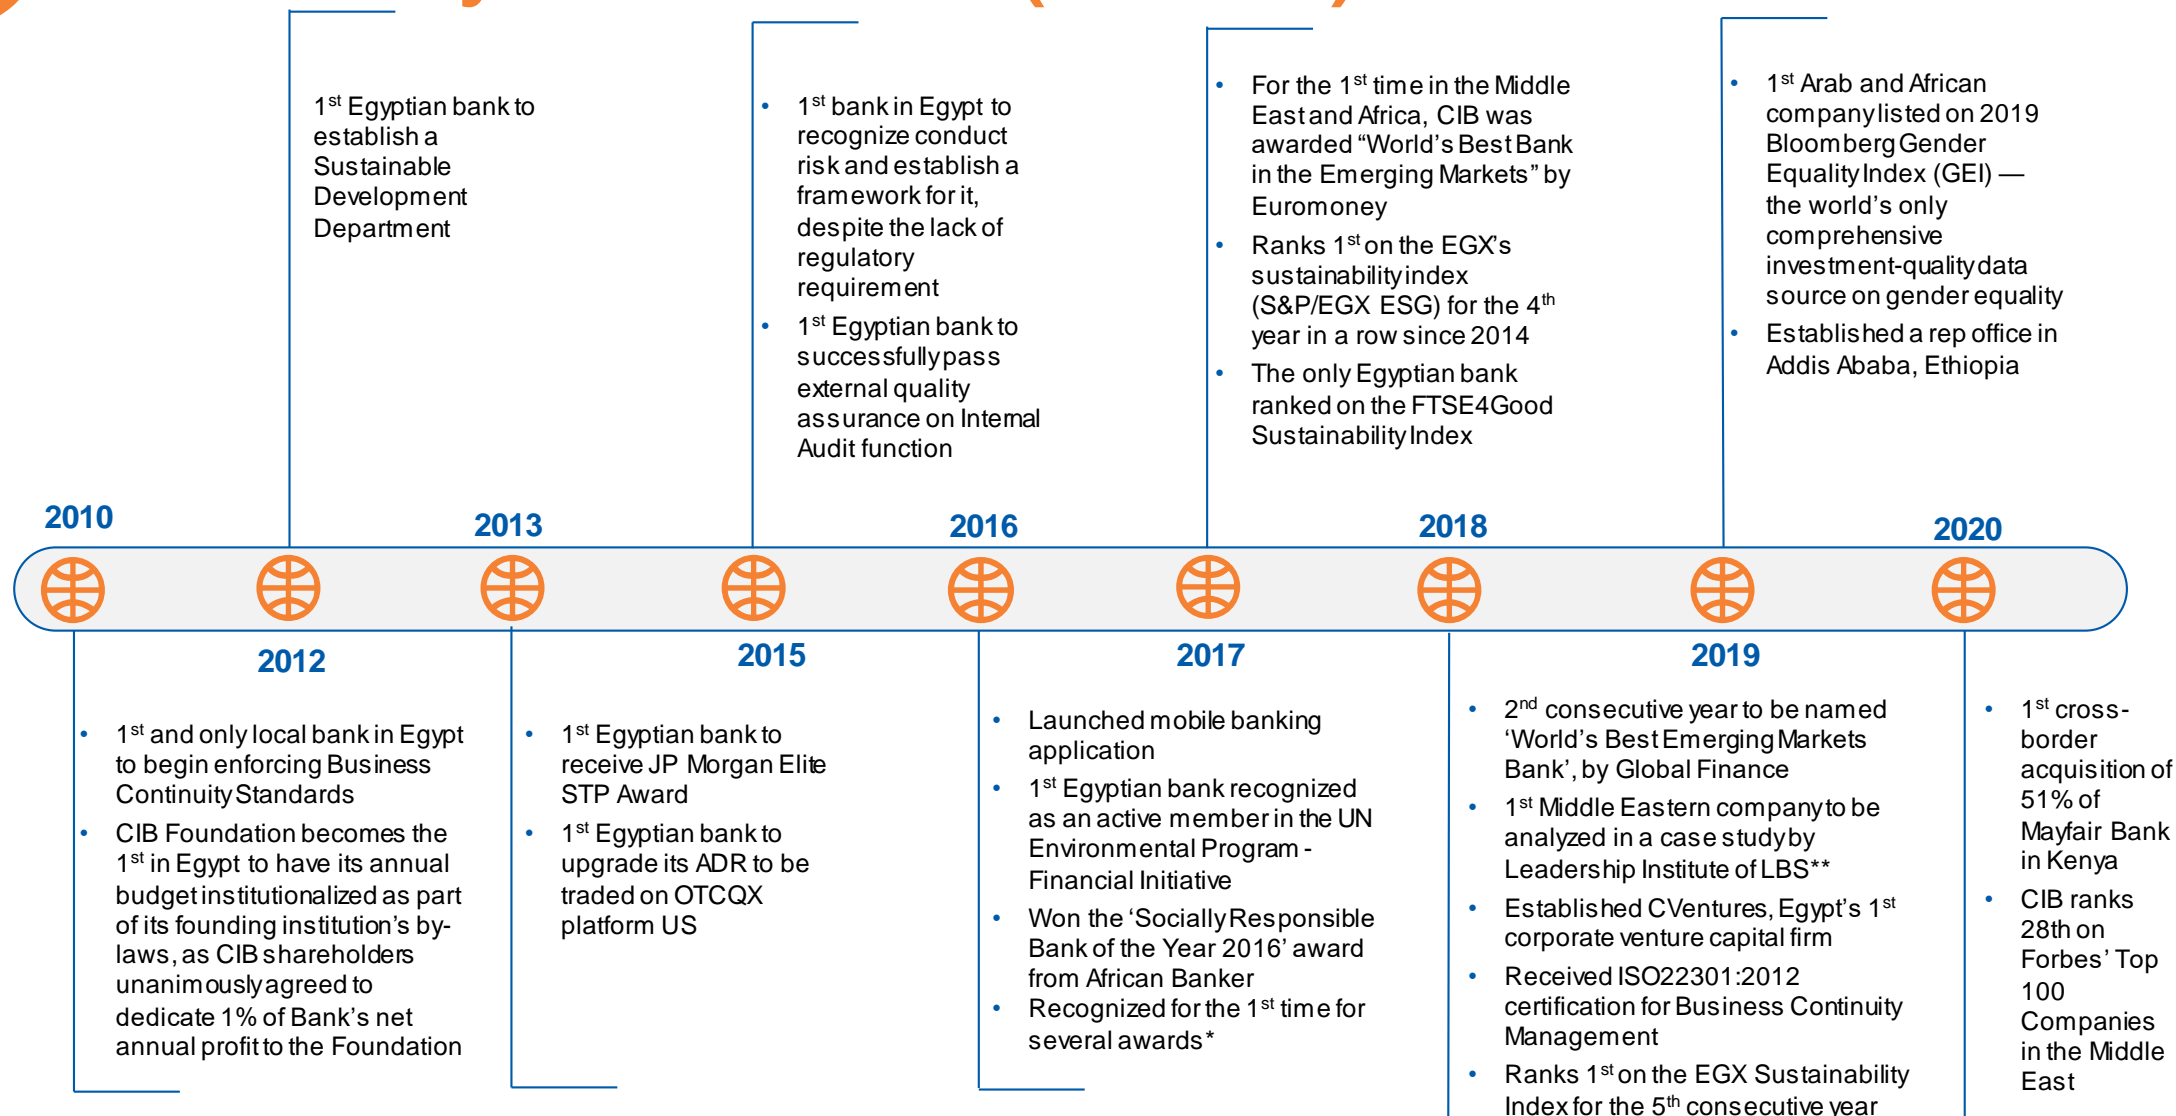 1st Egyptian bank to
establish a
Sustainable
Development
Department
• 1st bank in Egypt to
recognize conduct
risk and establish a
framework for it,
despite the lack of
regulatory
requirement
• 1st Egyptian bank to
successfully pass
external quality
assurance on Internal
Audit function
• For the 1st time in the Middle
East and Africa, CIB was
awarded “World’s Best Bank
in the Emerging Markets” by
Euromoney
• Ranks 1st on the EGX’s
sustainability index
(S&P/EGX ESG) for the 4th
year in a row since 2014
• The only Egyptian bank
ranked on the FTSE4Good
Sustainability Index
• 1st Arab and African
company listed on 2019
Bloomberg Gender
Equality Index (GEI) —
the world’s only
comprehensive
investment-quality data
source on gender equality
• Established a rep office in
Addis Ababa, Ethiopia
2010
2013
2016
2018
2020
2012
2015
2017
2019
• 1st and only local bank in Egypt
to begin enforcing Business
Continuity Standards
• CIB Foundation becomes the
1st in Egypt to have its annual
budget institutionalized as part
of its founding institution’s by-
laws, as CIB shareholders
unanimously agreed to
dedicate 1% of Bank’s net
annual profit to the Foundation
• 1st Egyptian bank to
receive JP Morgan Elite
STP Award
• 1st Egyptian bank to
upgrade its ADR to be
traded on OTCQX
platform US
• Launched mobile banking
application
• 1st Egyptian bank recognized
as an active member in the UN
Environmental Program -
Financial Initiative
• Won the ‘Socially Responsible
Bank of the Year 2016’ award
from African Banker
• Recognized for the 1st time for
several awards*
• 2nd consecutive year to be named
‘World’s Best Emerging Markets
Bank’, by Global Finance
• 1st Middle Eastern company to be
analyzed in a case study by
Leadership Institute of LBS**
• Established CVentures, Egypt’s 1st
corporate venture capital firm
• Received ISO22301:2012
certification for Business Continuity
Management
• Ranks 1st on the EGX Sustainability
Index for the 5th consecutive year
• 1st cross-
border
acquisition of
51% of
Mayfair Bank
in Kenya
• CIB ranks
28th on
Forbes’ Top
100
Companies
in the Middle
East